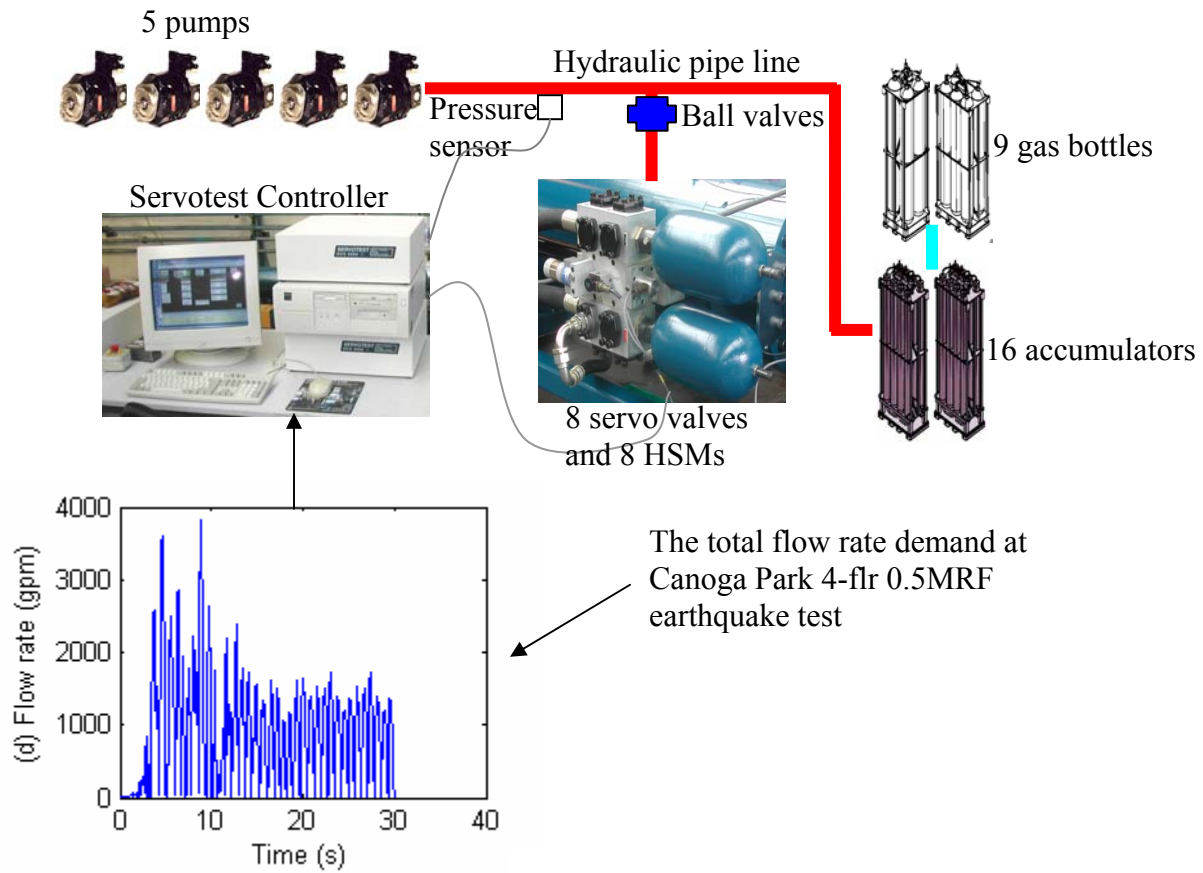 5 pumps
Hydraulic pipe line
Pressure
sensor
Ball valves
9 gas bottles
Servotest Controller
SERVOTEST
SERVOTEST
16 accumulators
8 servo valves
and 8 HSMs
The total flow rate demand at
Canoga Park 4-flr 0.5MRF
earthquake test
(d) Flow rate (gpm)
4000
3000
2000
1000
0
0 10 20 30 40
Time (s)